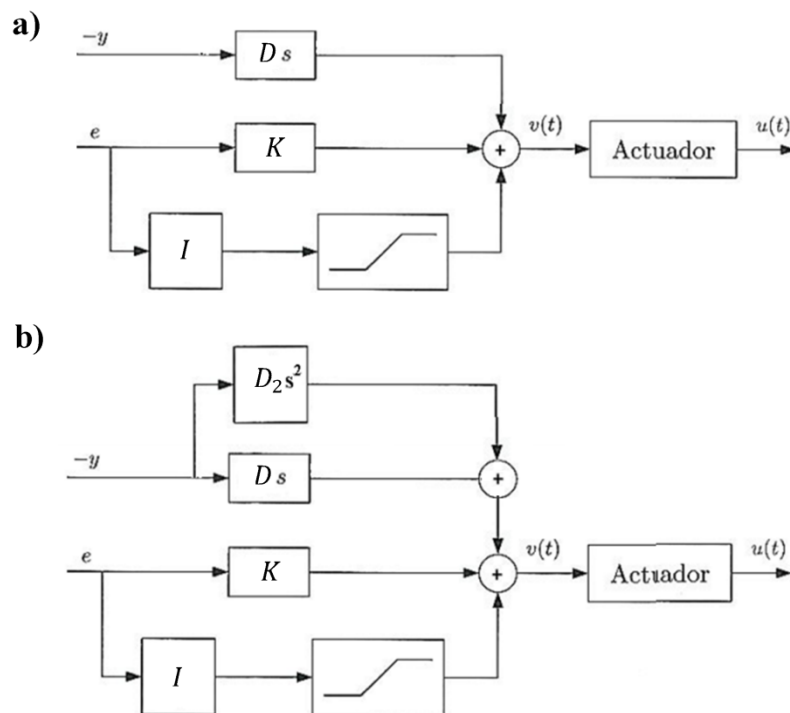 a)
-y
D s
e
K
v(t)
Actuador
u(t)
I
+
b)
D₂s²
-y
D s
+
e
K
+
v(t)
Actuador
u(t)
I